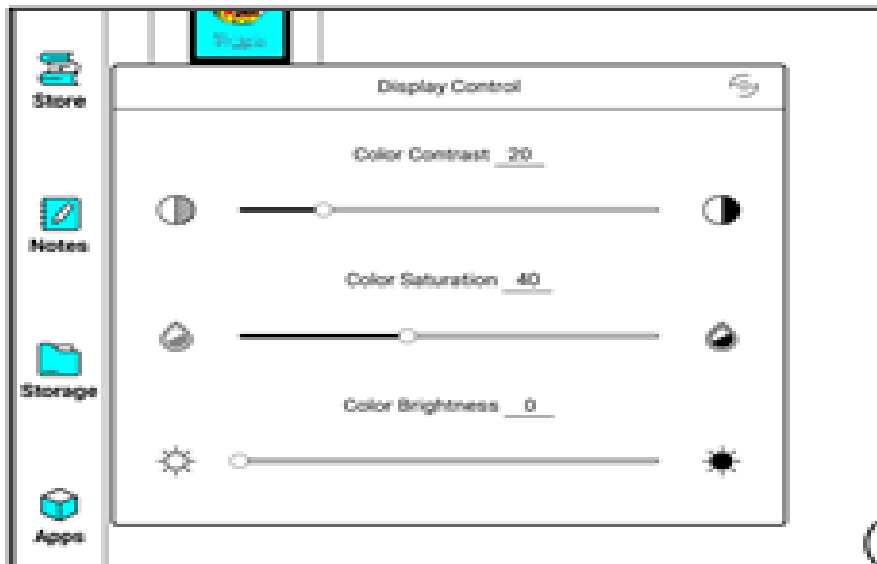 Store
Notes
Storage
Apps
Display Control
Color Contrast 20
Color Saturation 40
Color Brightness 0